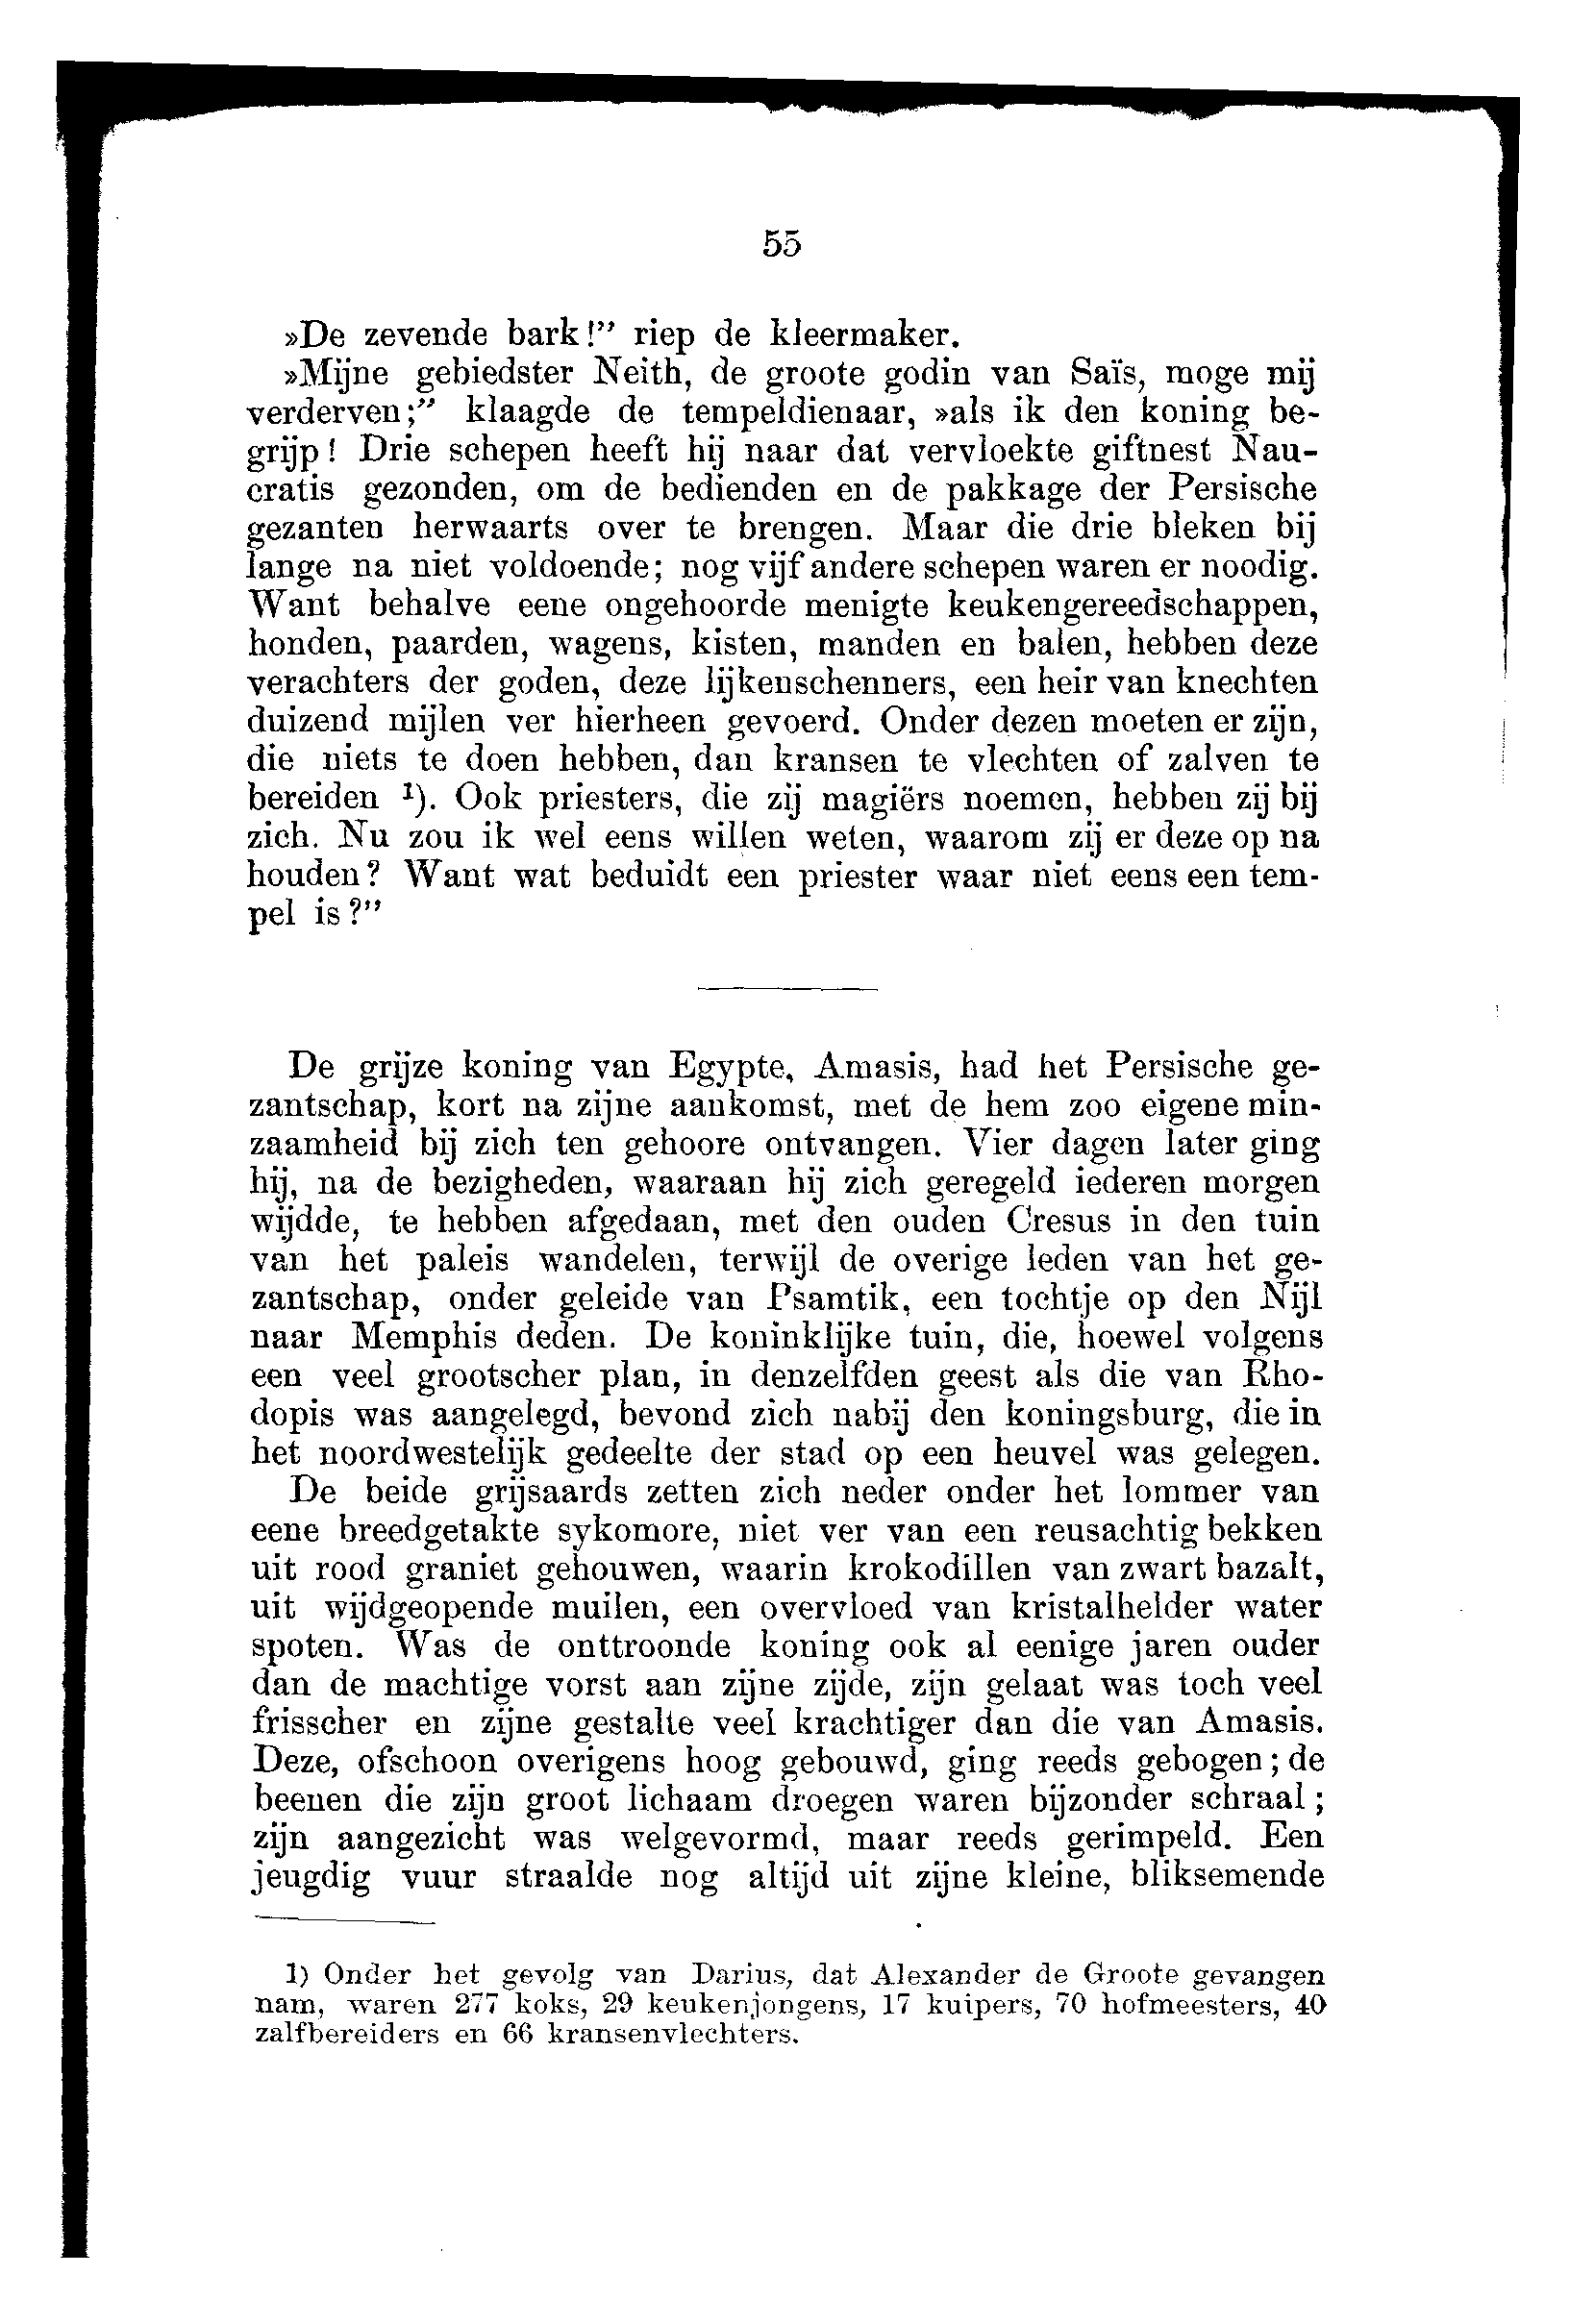 55
»De zevende bark!” riep de kleermaker.
»Mijne gebiedster Neith, de groote godin van Saïs, moge mij
verderven;” klaagde de tempeldienaar, »als ik den koning be-
grijp! Drie schepen heeft hij naar dat vervloekte giftnest Nau-
cratis gezonden, om de bedienden en de pakkage der Persische
gezanten herwaarts over te brengen. Maar die drie bleken bij
lange na niet voldoende; nog vijf andere schepen waren er noodig.
Want behalve eene ongehoorde menigte keukengereedschappen,
honden, paarden, wagens, kisten, manden en balen, hebben deze
verachters der goden, deze lijkenschenners, een heir van knechten
duizend mijlen ver hierheen gevoerd. Onder dezen moeten er zijn,
die niets te doen hebben, dan kransen te vlechten of zalven te
bereiden ¹). Ook priesters, die zij magiërs noemen, hebben zij bij
zich. Nu zou ik wel eens willen weten, waarom zij er deze op na
houden? Want wat beduidt een priester waar niet eens een tem-
pel is?”
De grijze koning van Egypte, Amasis, had het Persische ge-
zantschap, kort na zijne aankomst, met de hem zoo eigene min-
zaamheid bij zich ten gehoore ontvangen. Vier dagen later ging
hij, na de bezigheden, waaraan hij zich geregeld iederen morgen
wijdde, te hebben afgedaan, met den ouden Cresus in den tuin
van het paleis wandelen, terwijl de overige leden van het ge-
zantschap, onder geleide van Psamtik, een tochtje op den Nijl
naar Memphis deden. De koninklijke tuin, die, hoewel volgens
een veel grootscher plan, in denzelfden geest als die van Rho-
dopis was aangelegd, bevond zich nabij den koningsburg, die in
het noordwestelijk gedeelte der stad op een heuvel was gelegen.
De beide grijsaards zetten zich neder onder het lommer van
eene breedgetakte sykomore, niet ver van een reusachtig bekken
uit rood graniet gehouwen, waarin krokodillen van zwart bazalt,
uit wijdgeopende muilen, een overvloed van kristalhelder water
spoten. Was de onttroonde koning ook al eenige jaren ouder
dan de machtige vorst aan zijne zijde, zijn gelaat was toch veel
frisscher en zijne gestalte veel krachtiger dan die van Amasis.
Deze, ofschoon overigens hoog gebouwd, ging reeds gebogen; de
beenen die zijn groot lichaam droegen waren bijzonder schraal;
zijn aangezicht was welgevormd, maar reeds gerimpeld. Een
jeugdig vuur straalde nog altijd uit zijne kleine, bliksemende
1) Onder het gevolg van Darius, dat Alexander de Groote gevangen
nam, waren 277 koks, 29 keukenjongens, 17 kuipers, 70 hofmeesters, 40
zalfbereiders en 66 kransenvlechters.